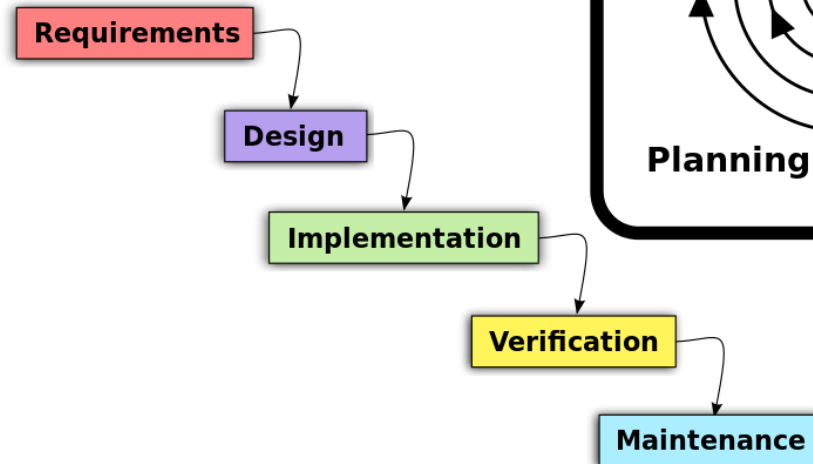 Requirements
Design
Planning
Implementation
Verification
Maintenance